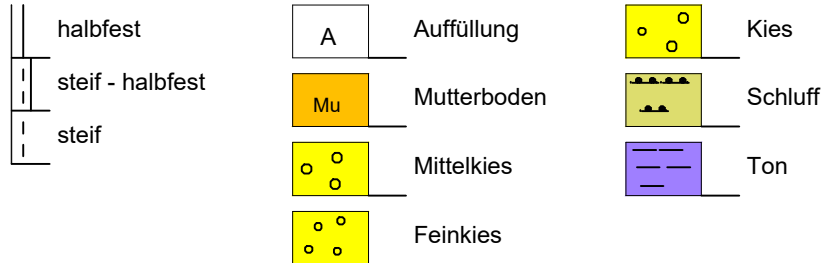 halbfest
steif - halbfest
steif
A Auffüllung
Mu Mutterboden
Mittelkies
Feinkies
Kies
Schluff
Ton